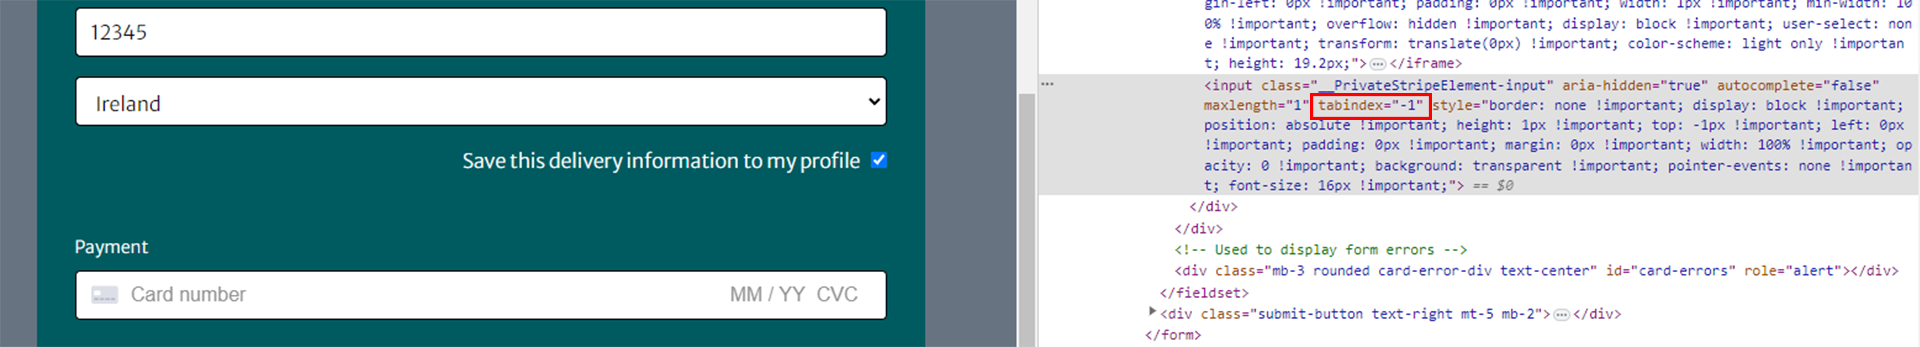 12345
Ireland
Save this delivery information to my profile
Payment
Card number MM / YY CVC
gin-left: 0px !important; padding: 0px !important; width: 1px !important; min-width: 10
0% !important; overflow: hidden !important; display: block !important; user-select: non
e !important; transform: translate(0px) !important; color-scheme: light only !importan
t; height: 19.2px;">⋯</iframe>
<input class="__PrivateStripeElement-input" aria-hidden="true" autocomplete="false"
maxlength="1" tabindex="-1" style="border: none !important; display: block !important;
position: absolute !important; height: 1px !important; top: -1px !important; left: 0px
!important; padding: 0px !important; margin: 0px !important; width: 100% !important; op
acity: 0 !important; background: transparent !important; pointer-events: none !importan
t; font-size: 16px !important;"> == $0
</div>
</div>
<!-- Used to display form errors -->
<div class="mb-3 rounded card-error-div text-center" id="card-errors" role="alert"></div>
</fieldset>
<div class="submit-button text-right mt-5 mb-2">⋯</div>
</form>